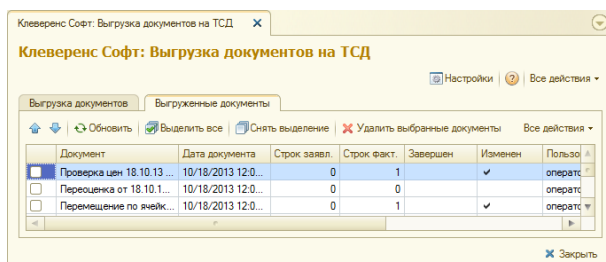 Клеверенс Софт: Выгрузка документов на ТСД
Клеверенс Софт: Выгрузка документов на ТСД
Настройки Все действия
Выгрузка документов Выгруженные документы
Обновить Выделить все Снять выделение Удалить выбранные документы Все действия
Документ Дата документа Строк заявл. Строк факт. Завершен Изменен Пользо
Проверка цен 18.10.13 ... 10/18/2013 12:0... 0 1 операто
Переоценка от 18.10.1... 10/18/2013 12:0... 0 0 операто
Перемещение по ячейк... 10/18/2013 12:0... 0 1 операто
Закрыть